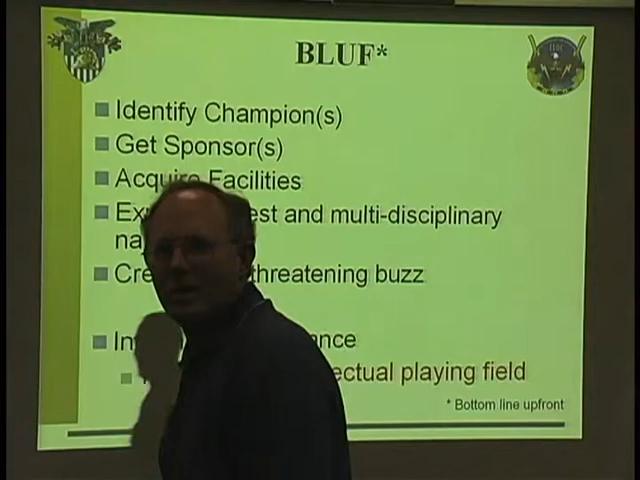 BLUF*
Identify Champion(s)
Get Sponsor(s)
Acquire Facilities
Ex est and multi-disciplinary
na
Cre threatening buzz
In ance
ectual playing field
* Bottom line upfront